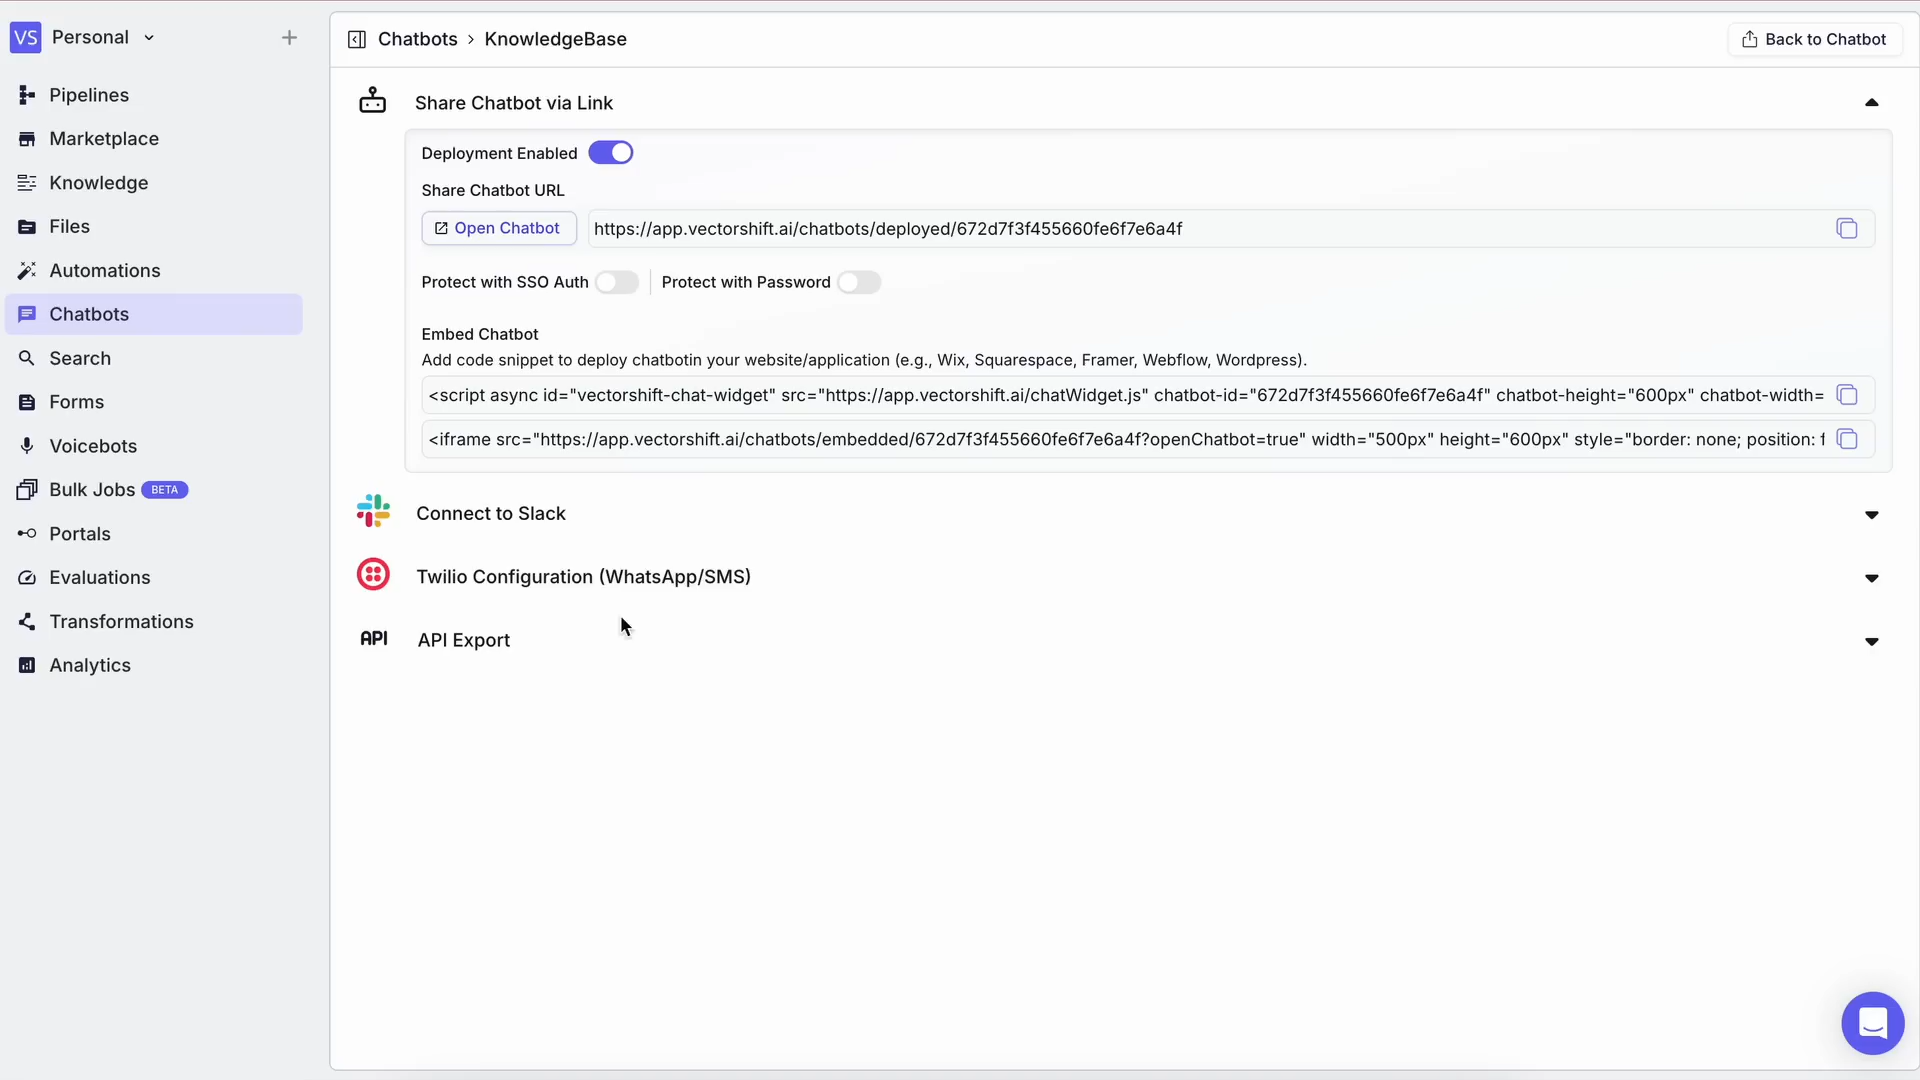 VS Personal
Pipelines
Marketplace
Knowledge
Files
Automations
Chatbots
Search
Forms
Voicebots
Bulk Jobs BETA
Portals
Evaluations
Transformations
Analytics
Chatbots > KnowledgeBase
Back to Chatbot
Share Chatbot via Link
Deployment Enabled
Share Chatbot URL
Open Chatbot https://app.vectorshift.ai/chatbots/deployed/672d7f3f455660fe6f7e6a4f
Protect with SSO Auth Protect with Password
Embed Chatbot
Add code snippet to deploy chatbotin your website/application (e.g., Wix, Squarespace, Framer, Webflow, Wordpress).
<script async id="vectorshift-chat-widget" src="https://app.vectorshift.ai/chatWidget.js" chatbot-id="672d7f3f455660fe6f7e6a4f" chatbot-height="600px" chatbot-width=
<iframe src="https://app.vectorshift.ai/chatbots/embedded/672d7f3f455660fe6f7e6a4f?openChatbot=true" width="500px" height="600px" style="border: none; position: f
Connect to Slack
Twilio Configuration (WhatsApp/SMS)
API API Export